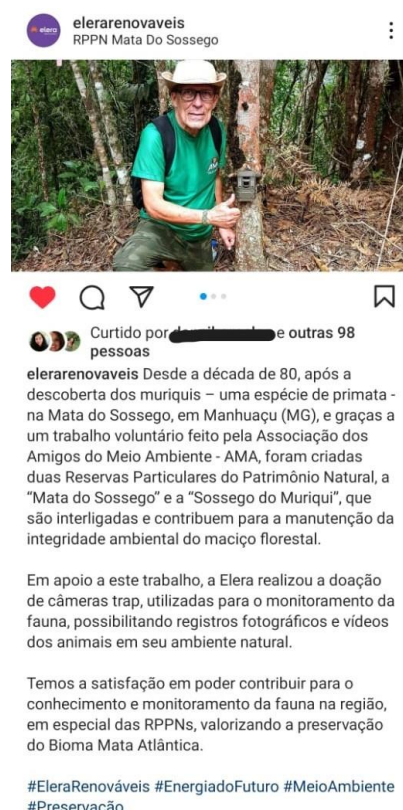 elera
elerarenovaveis
RPPN Mata Do Sossego
AMA
Curtido por e outras 98
pessoas
elerarenovaveis Desde a década de 80, após a
descoberta dos muriquis – uma espécie de primata -
na Mata do Sossego, em Manhuaçu (MG), e graças a
um trabalho voluntário feito pela Associação dos
Amigos do Meio Ambiente - AMA, foram criadas
duas Reservas Particulares do Patrimônio Natural, a
“Mata do Sossego” e a “Sossego do Muriqui”, que
são interligadas e contribuem para a manutenção da
integridade ambiental do maciço florestal.
Em apoio a este trabalho, a Elera realizou a doação
de câmeras trap, utilizadas para o monitoramento da
fauna, possibilitando registros fotográficos e vídeos
dos animais em seu ambiente natural.
Temos a satisfação em poder contribuir para o
conhecimento e monitoramento da fauna na região,
em especial das RPPNs, valorizando a preservação
do Bioma Mata Atlântica.
#EleraRenováveis #EnergiadoFuturo #MeioAmbiente
#Preservação